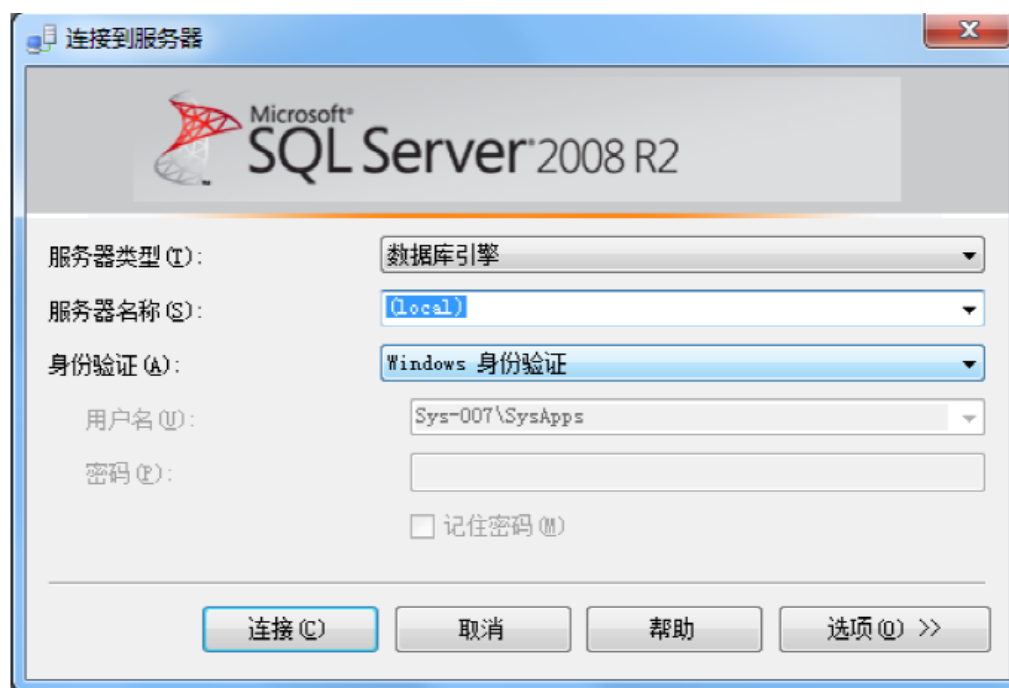 连接到服务器
Microsoft®
SQL Server® 2008 R2
服务器类型(T):
数据库引擎
服务器名称(S):
(local)
身份验证(A):
Windows 身份验证
用户名(U):
Sys-007\SysApps
密码(P):
记住密码(M)
连接(C)
取消
帮助
选项(O) >>